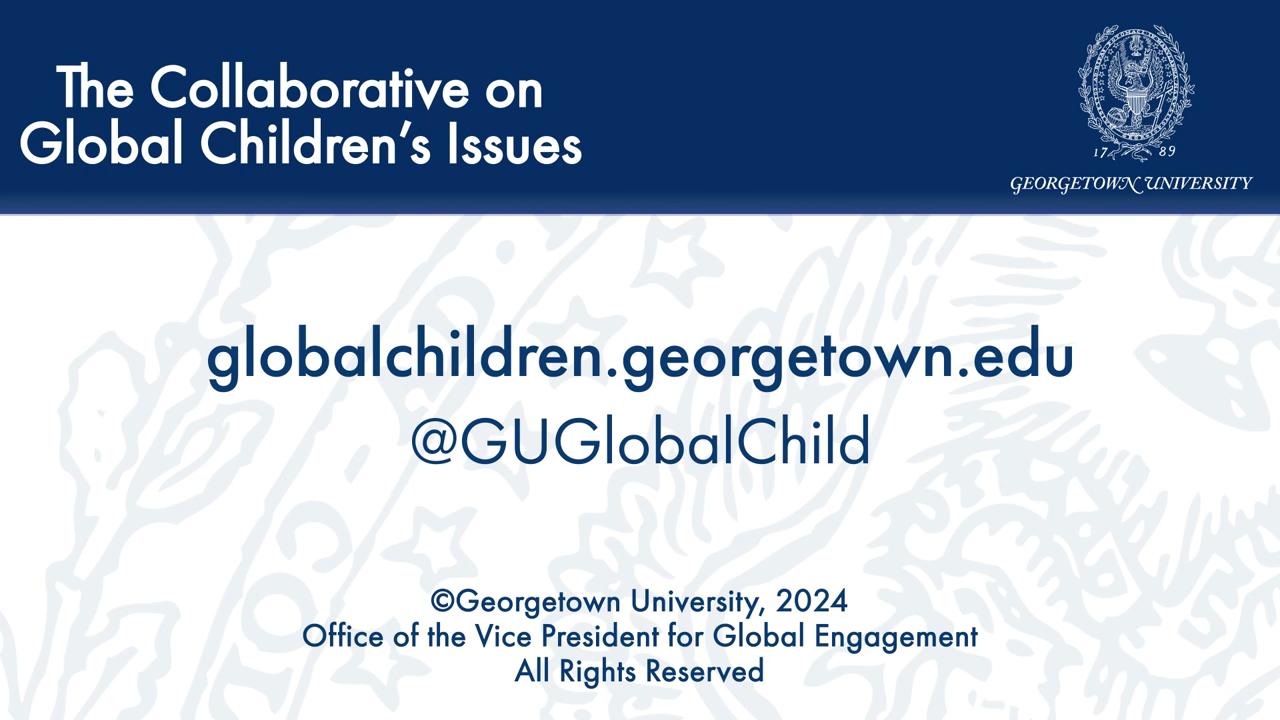 The Collaborative on
Global Children's Issues
17 89
GEORGETOWN UNIVERSITY
globalchildren.georgetown.edu
@GUGlobalChild
©Georgetown University, 2024
Office of the Vice President for Global Engagement
All Rights Reserved